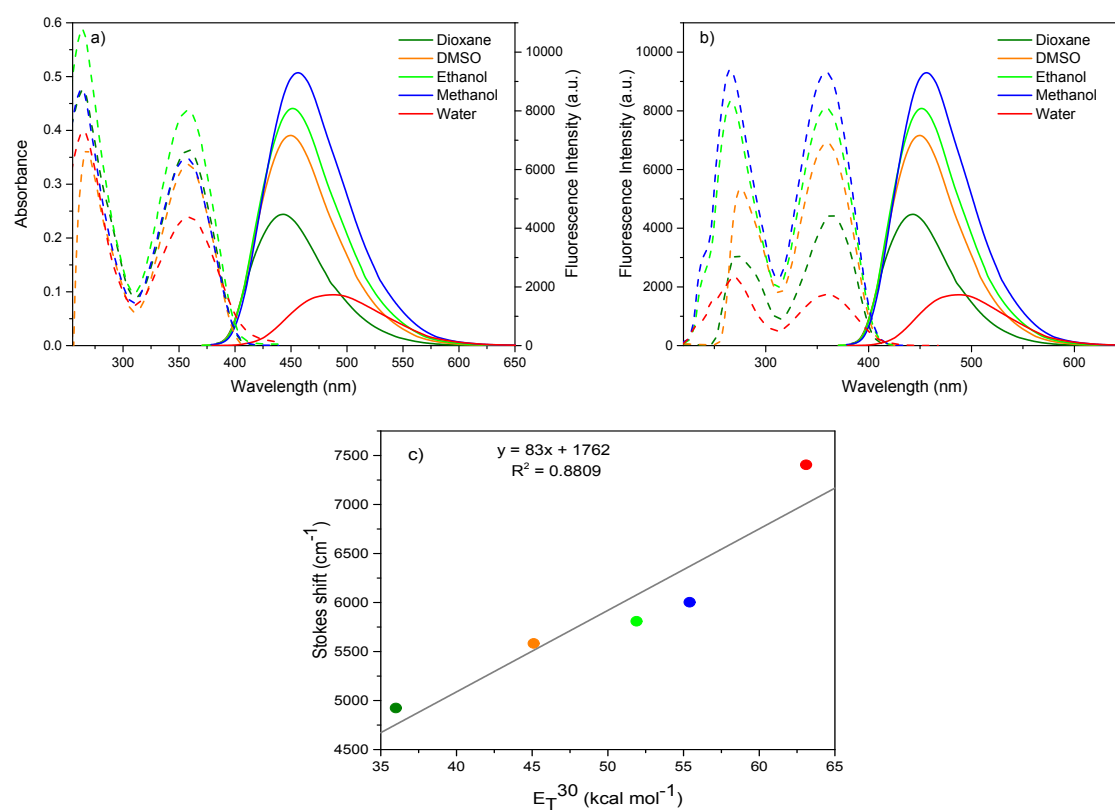 a)
Dioxane
DMSO
Ethanol
Methanol
Water
Absorbance
0.6
0.5
0.4
0.3
0.2
0.1
0.0
300 350 400 450 500 550 600 650
Wavelength (nm)
10000
8000
6000
4000
2000
0
Fluorescence Intensity (a.u.)
b)
Dioxane
DMSO
Ethanol
Methanol
Water
Fluorescence Intensity (a.u.)
10000
8000
6000
4000
2000
0
300 400 500 600
Wavelength (nm)
c)
y = 83x + 1762
R² = 0.8809
Stokes shift (cm⁻¹)
7500
7000
6500
6000
5500
5000
4500
35 40 45 50 55 60 65
E_T^30 (kcal mol⁻¹)